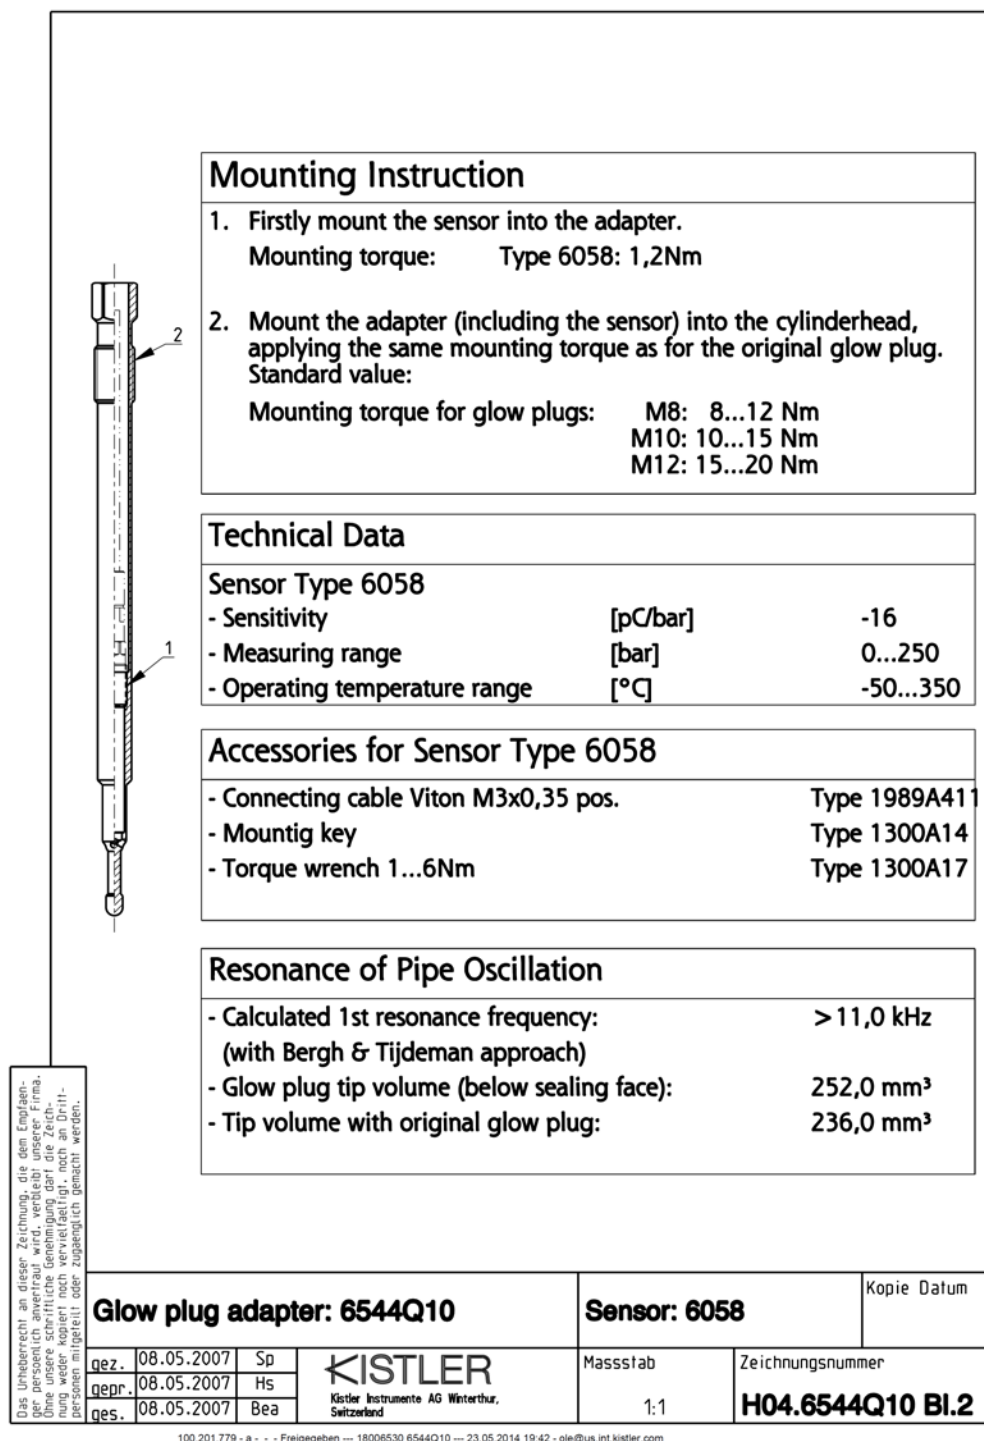 Mounting Instruction
1. Firstly mount the sensor into the adapter.
Mounting torque: Type 6058: 1,2Nm
2. Mount the adapter (including the sensor) into the cylinderhead,
applying the same mounting torque as for the original glow plug.
Standard value:
Mounting torque for glow plugs: M8: 8...12 Nm
M10: 10...15 Nm
M12: 15...20 Nm
2
1
Technical Data
Sensor Type 6058
- Sensitivity [pC/bar] -16
- Measuring range [bar] 0...250
- Operating temperature range [°C] -50...350
Accessories for Sensor Type 6058
- Connecting cable Viton M3x0,35 pos. Type 1989A411
- Mountig key Type 1300A14
- Torque wrench 1...6Nm Type 1300A17
Resonance of Pipe Oscillation
- Calculated 1st resonance frequency: >11,0 kHz
(with Bergh & Tijdeman approach)
- Glow plug tip volume (below sealing face): 252,0 mm³
- Tip volume with original glow plug: 236,0 mm³
Das Urheberrecht an dieser Zeichnung, die dem Empfaen-
ger persoenlich anvertraut wird, verbleibt unserer Firma.
Ohne unsere schriftliche Genehmigung darf die Zeich-
nung weder kopiert noch vervielfaeltigt, noch an Dritt-
personen mitgeteilt oder zugaenglich gemacht werden.
Glow plug adapter: 6544Q10
Sensor: 6058
Kopie Datum
gez. 08.05.2007 Sp
gepr. 08.05.2007 Hs
ges. 08.05.2007 Bea
KISTLER
Kistler Instrumente AG Winterthur,
Switzerland
Massstab
1:1
Zeichnungsnummer
H04.6544Q10 Bl.2
100.201.779 - a - - - Freigegeben --- 18006530 6544Q10 --- 23.05.2014 19:42 - ole@us.int.kistler.com